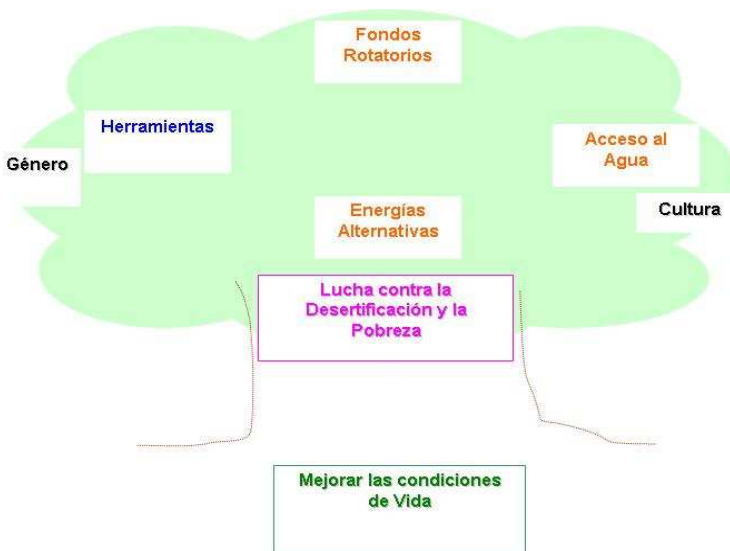 Fondos
Rotatorios
Herramientas
Acceso al
Agua
Género
Cultura
Energías
Alternativas
Lucha contra la
Desertificación y la
Pobreza
Mejorar las condiciones
de Vida